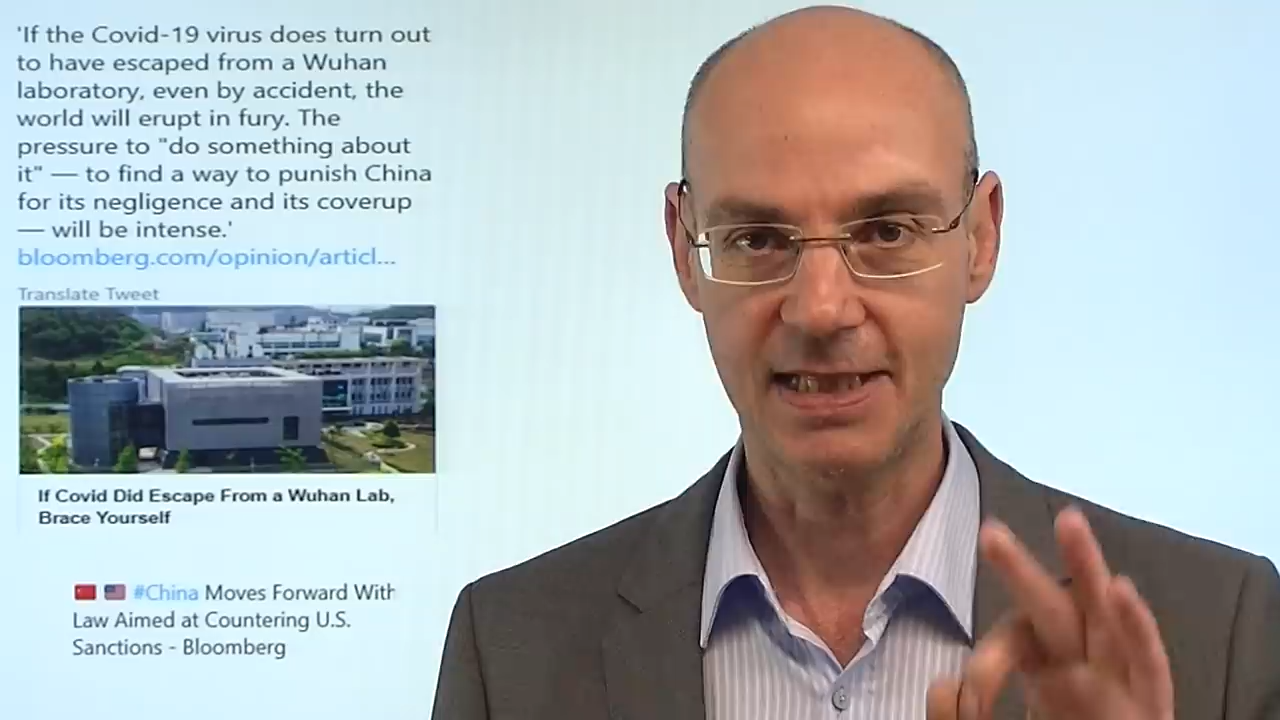 'If the Covid-19 virus does turn out
to have escaped from a Wuhan
laboratory, even by accident, the
world will erupt in fury. The
pressure to "do something about
it" — to find a way to punish China
for its negligence and its coverup
— will be intense.'
bloomberg.com/opinion/articl...
Translate Tweet
If Covid Did Escape From a Wuhan Lab,
Brace Yourself
#China Moves Forward With
Law Aimed at Countering U.S.
Sanctions - Bloomberg